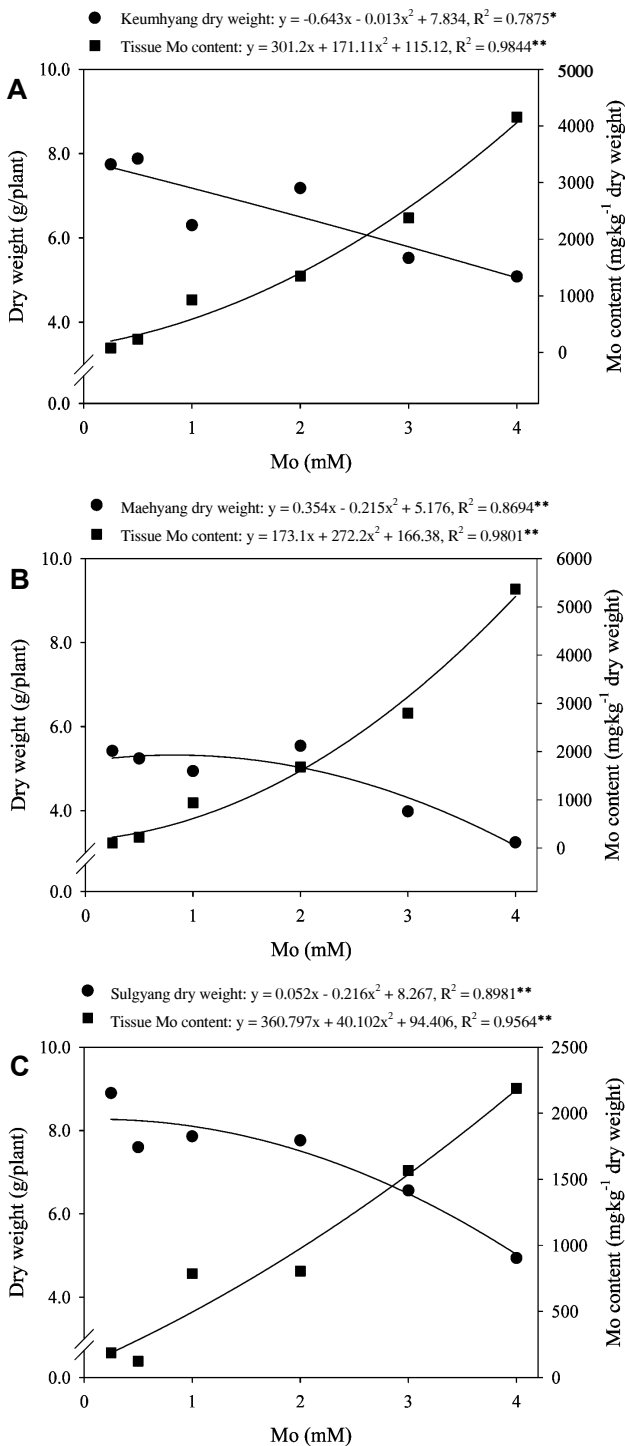 Keumhyang dry weight: y = -0.643x - 0.013x² + 7.834, R² = 0.7875*
Tissue Mo content: y = 301.2x + 171.11x² + 115.12, R² = 0.9844**
A
10.0
8.0
6.0
4.0
0.0
Dry weight (g/plant)
5000
4000
3000
2000
1000
0
Mo content (mg·kg⁻¹ dry weight)
0 1 2 3 4
Mo (mM)
Maehyang dry weight: y = 0.354x - 0.215x² + 5.176, R² = 0.8694**
Tissue Mo content: y = 173.1x + 272.2x² + 166.38, R² = 0.9801**
B
10.0
8.0
6.0
4.0
0.0
Dry weight (g/plant)
6000
5000
4000
3000
2000
1000
0
Mo content (mg·kg⁻¹ dry weight)
0 1 2 3 4
Mo (mM)
Sulgyang dry weight: y = 0.052x - 0.216x² + 8.267, R² = 0.8981**
Tissue Mo content: y = 360.797x + 40.102x² + 94.406, R² = 0.9564**
C
10.0
8.0
6.0
4.0
0.0
Dry weight (g/plant)
2500
2000
1500
1000
500
0
Mo content (mg·kg⁻¹ dry weight)
0 1 2 3 4
Mo (mM)